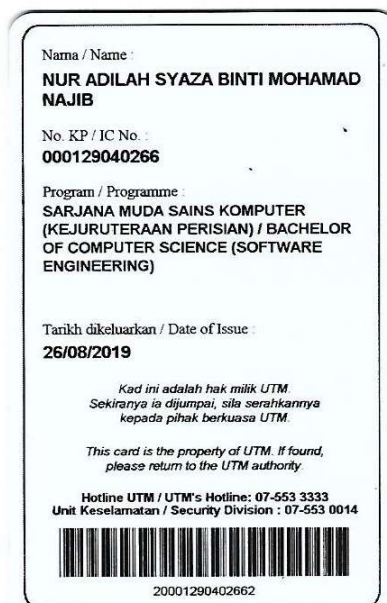 Nama / Name :
NUR ADILAH SYAZA BINTI MOHAMAD
NAJIB
No. KP / IC No. :
000129040266
Program / Programme :
SARJANA MUDA SAINS KOMPUTER
(KEJURUTERAAN PERISIAN) / BACHELOR
OF COMPUTER SCIENCE (SOFTWARE
ENGINEERING)
Tarikh dikeluarkan / Date of Issue :
26/08/2019
Kad ini adalah hak milik UTM.
Sekiranya ia dijumpai, sila serahkannya
kepada pihak berkuasa UTM.
This card is the property of UTM. If found,
please return to the UTM authority.
Hotline UTM / UTM's Hotline: 07-553 3333
Unit Keselamatan / Security Division : 07-553 0014
20001290402662